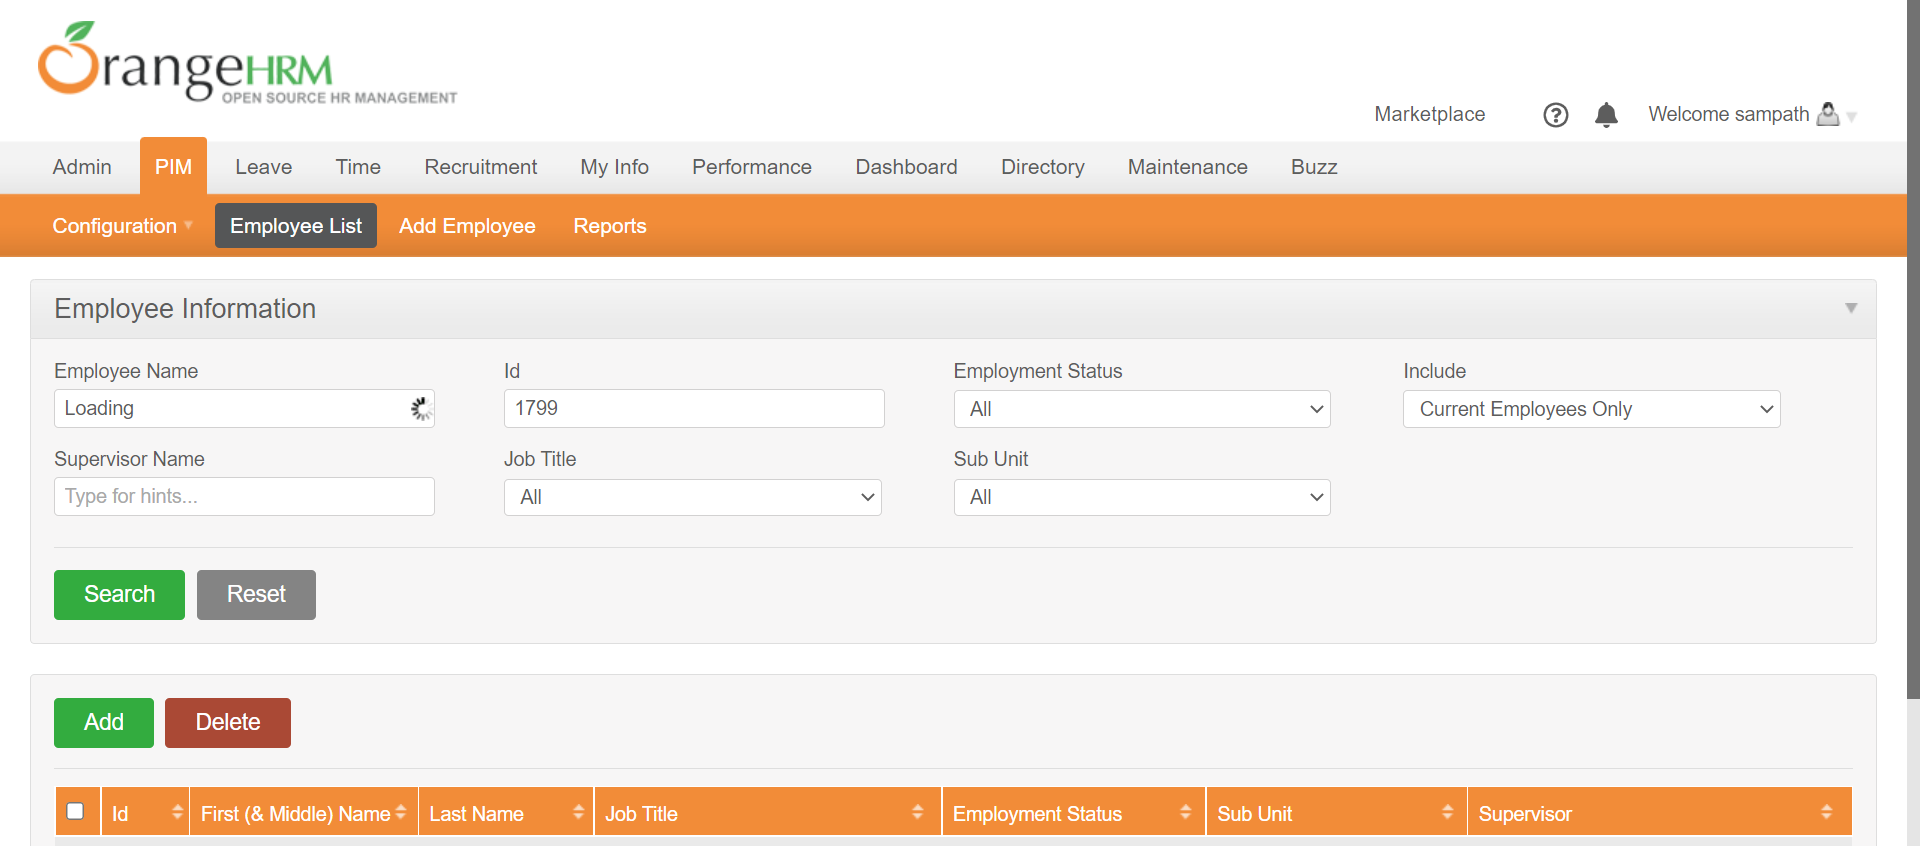 OrangeHRM
OPEN SOURCE HR MANAGEMENT
Marketplace ? Welcome sampath
Admin PIM Leave Time Recruitment My Info Performance Dashboard Directory Maintenance Buzz
Configuration Employee List Add Employee Reports
Employee Information
Employee Name Id Employment Status Include
Loading 1799 All Current Employees Only
Supervisor Name Job Title Sub Unit
Type for hints... All All
Search Reset
Add Delete
Id First (& Middle) Name Last Name Job Title Employment Status Sub Unit Supervisor